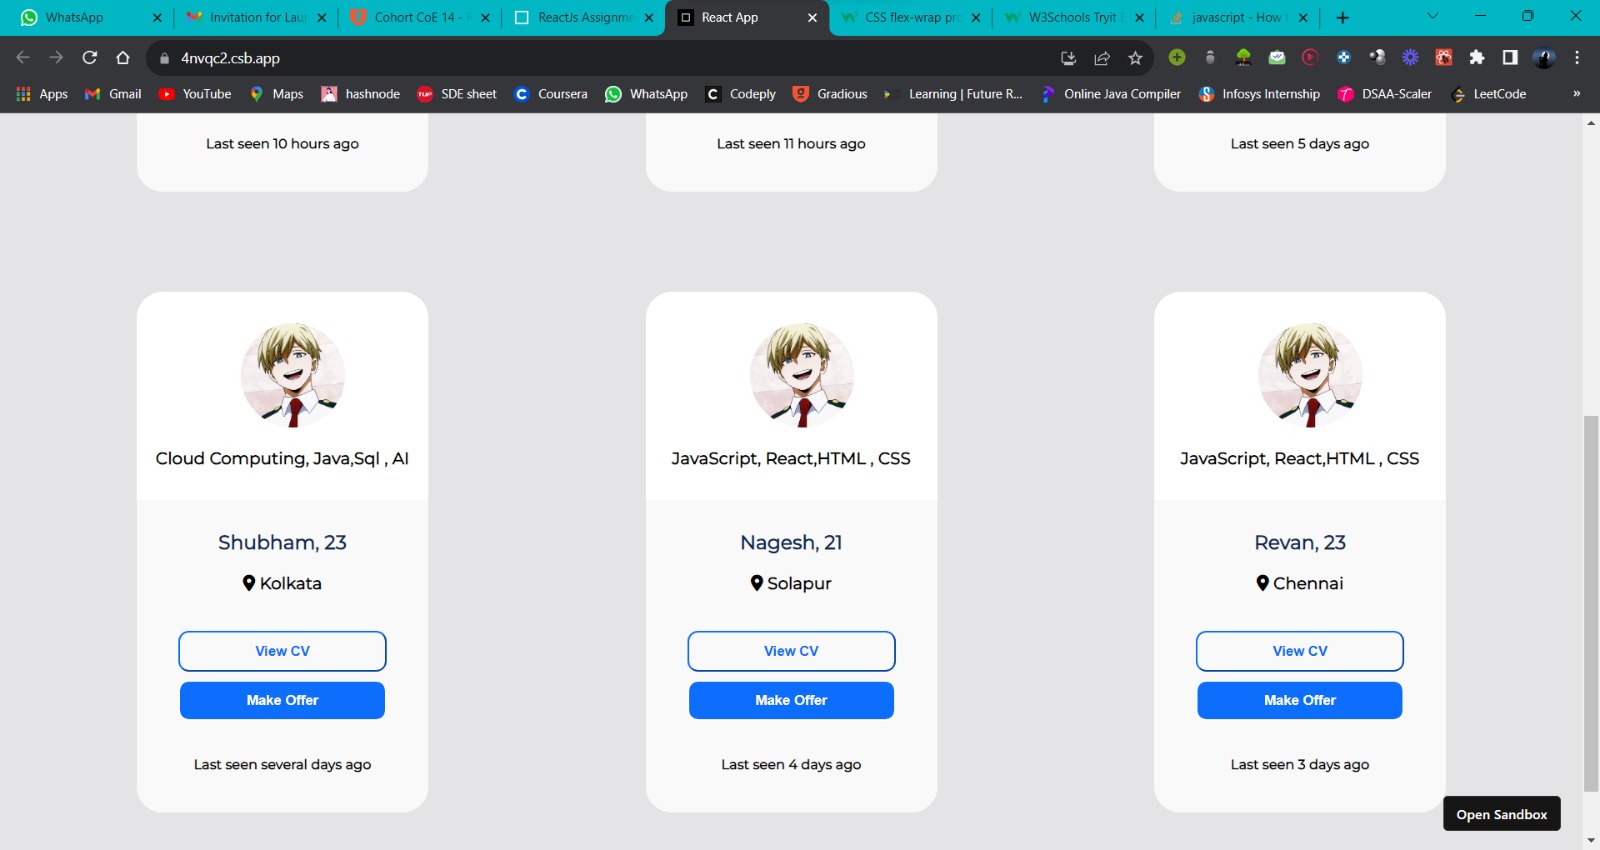 WhatsApp
Invitation for Lau
Cohort CoE 14 -
ReactJs Assignme
React App
CSS flex-wrap pro
W3Schools Tryit
javascript - How
4nvqc2.csb.app
Apps
Gmail
YouTube
Maps
hashnode
TUF
SDE sheet
Coursera
WhatsApp
Codeply
Gradious
Learning | Future R...
Online Java Compiler
Infosys Internship
DSAA-Scaler
LeetCode
»
Last seen 10 hours ago
Last seen 11 hours ago
Last seen 5 days ago
Cloud Computing, Java,Sql , AI
Shubham, 23
Kolkata
View CV
Make Offer
Last seen several days ago
JavaScript, React,HTML , CSS
Nagesh, 21
Solapur
View CV
Make Offer
Last seen 4 days ago
JavaScript, React,HTML , CSS
Revan, 23
Chennai
View CV
Make Offer
Last seen 3 days ago
Open Sandbox